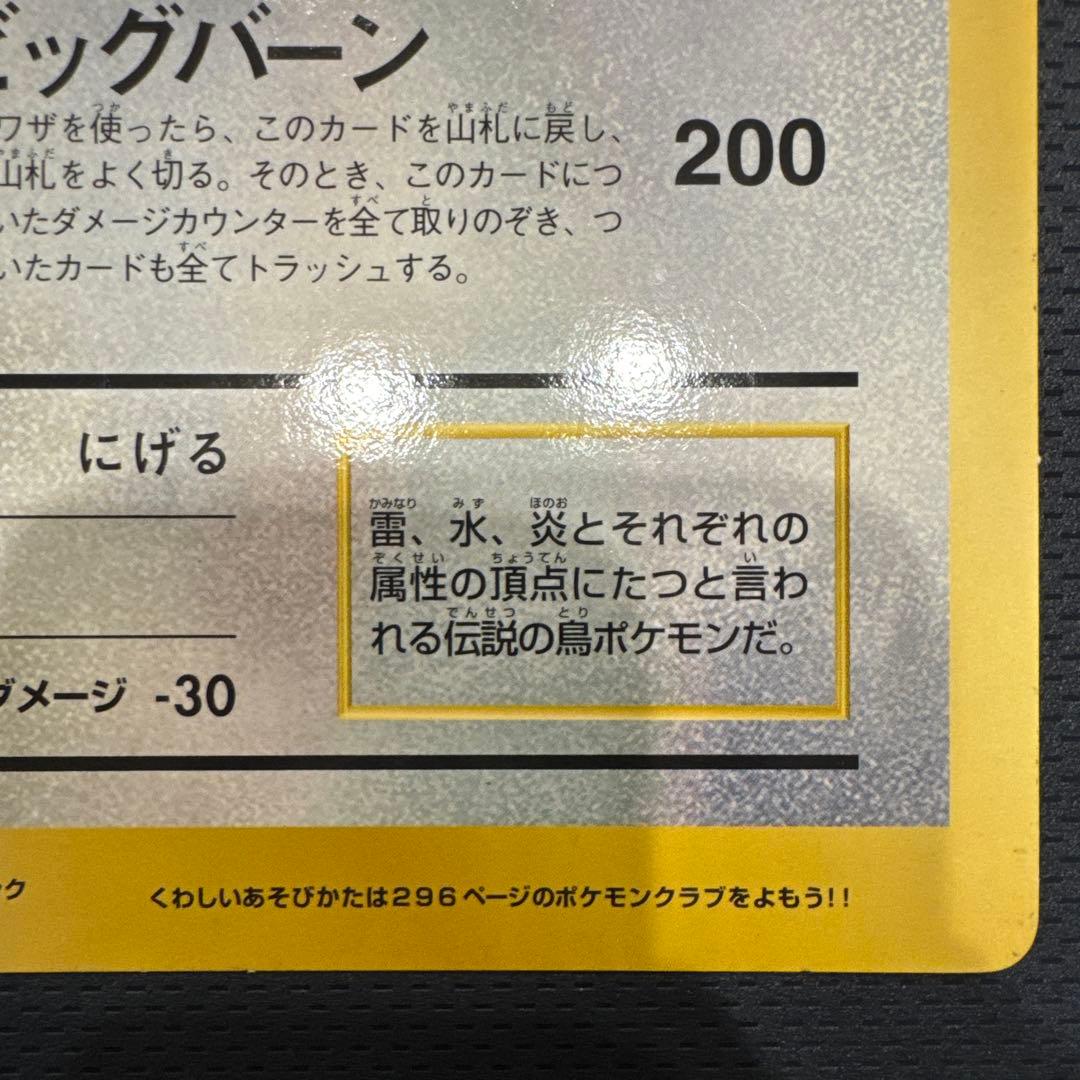 ビッグバーン
ワザを使ったら、このカードを山札に戻し、
山札をよく切る。そのとき、このカードにつ
いたダメージカウンターを全て取りのぞき、つ
いたカードも全てトラッシュする。
200
にげる
ダメージ -30
雷、水、炎とそれぞれの
属性の頂点にたつと言わ
れる伝説の鳥ポケモンだ。
ック
くわしいあそびかたは296ページのポケモンクラブをよもう!!